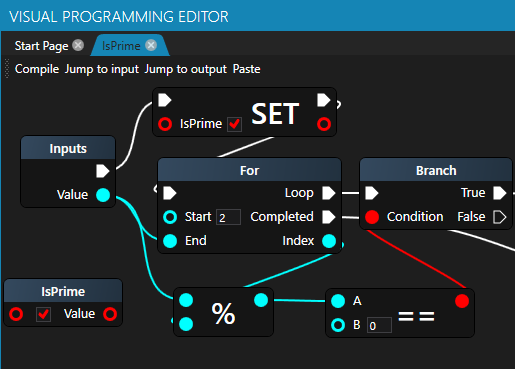 VISUAL PROGRAMMING EDITOR
Start Page IsPrime
Compile Jump to input Jump to output Paste
IsPrime SET
Inputs
Value
For
Loop
Start 2 Completed
End Index
Branch
True
Condition False
IsPrime
Value
%
A
B 0
==